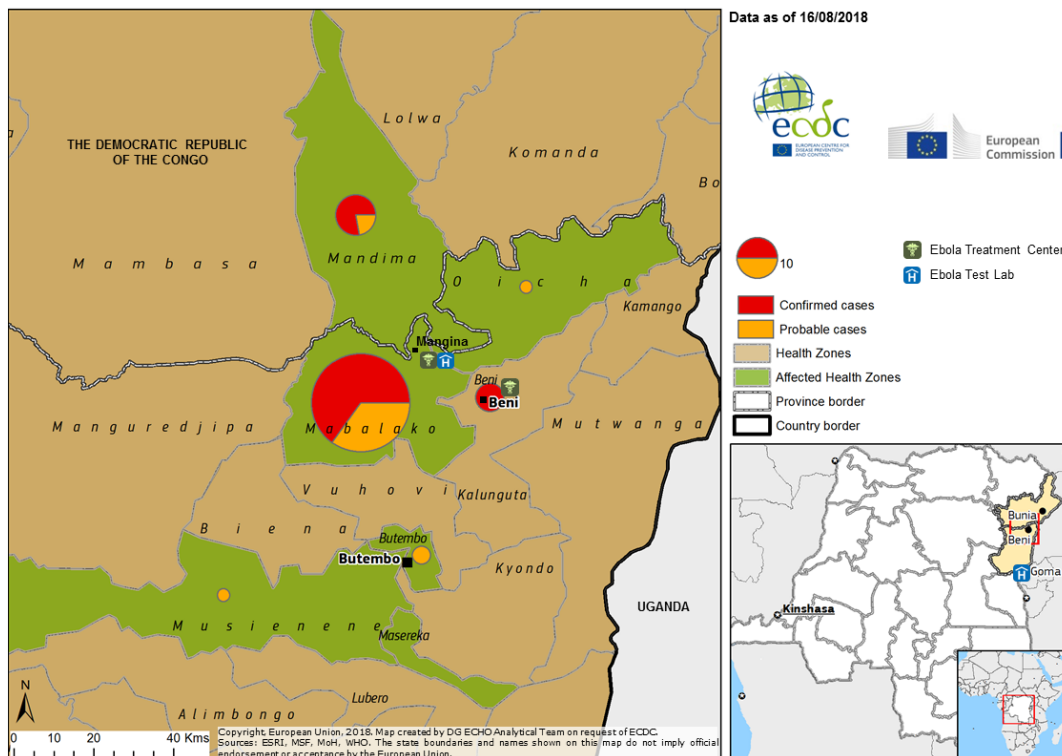 Data as of 16/08/2018
THE DEMOCRATIC REPUBLIC
OF THE CONGO
Lolwa
Komanda
Bo
Mambasa
Mandima
Oicha
Kamango
Mangina
Beni
Beni
Mabalako
Manguredjipa
Mutwanga
Vuhovi
Kalunguta
Biena
Butembo
Butembo
Kyondo
UGANDA
Musienene
Masereka
Lubero
Alimbongo
N
0 10 20 40 Kms
Copyright, European Union, 2018. Map created by DG ECHO Analytical Team on request of ECDC.
Sources: ESRI, MSF, MoH, WHO. The state boundaries and names shown on this map do not imply official
endorsement or acceptance by the European Union.
ecdc
EUROPEAN CENTRE FOR
DISEASE PREVENTION
AND CONTROL
European
Commission
10
Ebola Treatment Center
Ebola Test Lab
Confirmed cases
Probable cases
Health Zones
Affected Health Zones
Province border
Country border
Bunia
Beni
Goma
Kinshasa